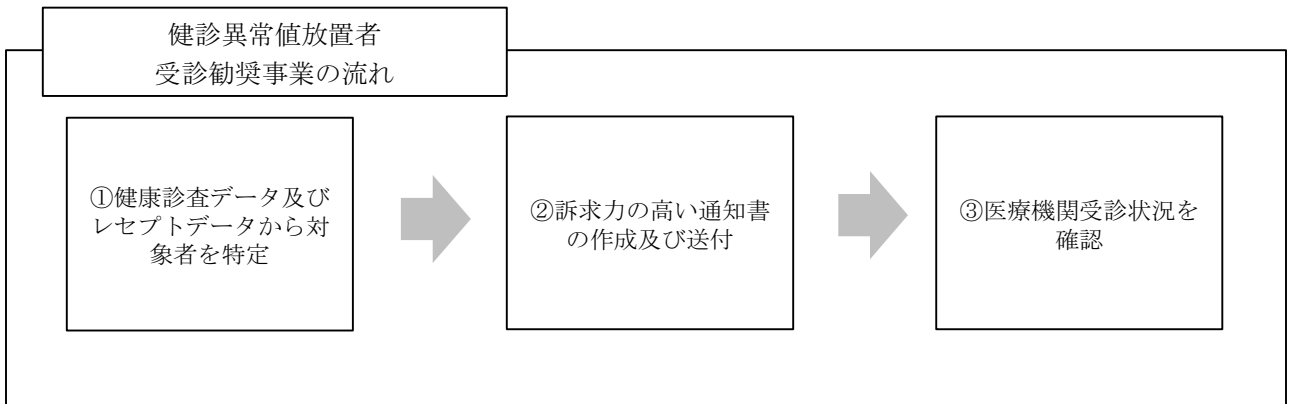 健診異常値放置者
受診勧奨事業の流れ
①健康診査データ及び
レセプトデータから対
象者を特定
②訴求力の高い通知書
の作成及び送付
③医療機関受診状況を
確認